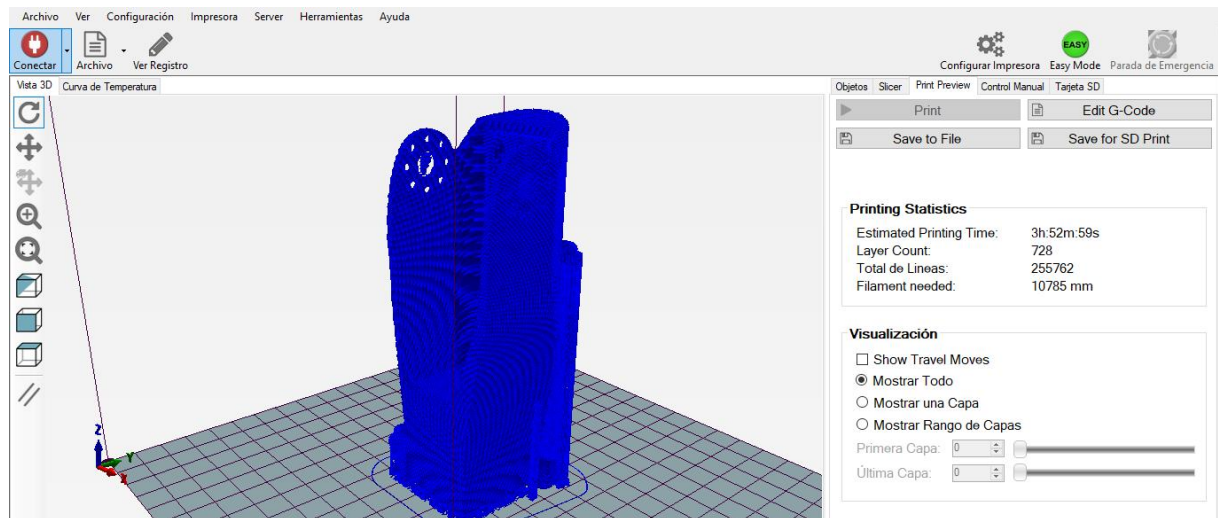 Archivo Ver Configuración Impresora Server Herramientas Ayuda
Conectar Archivo Ver Registro
Configurar Impresora EASY Easy Mode Parada de Emergencia
Vista 3D Curva de Temperatura
Objetos Slicer Print Preview Control Manual Tarjeta SD
Print Edit G-Code
Save to File Save for SD Print
Printing Statistics
Estimated Printing Time: 3h:52m:59s
Layer Count: 728
Total de Lineas: 255762
Filament needed: 10785 mm
Visualización
Show Travel Moves
Mostrar Todo
Mostrar una Capa
Mostrar Rango de Capas
Primera Capa: 0
Última Capa: 0
Z
Y
X